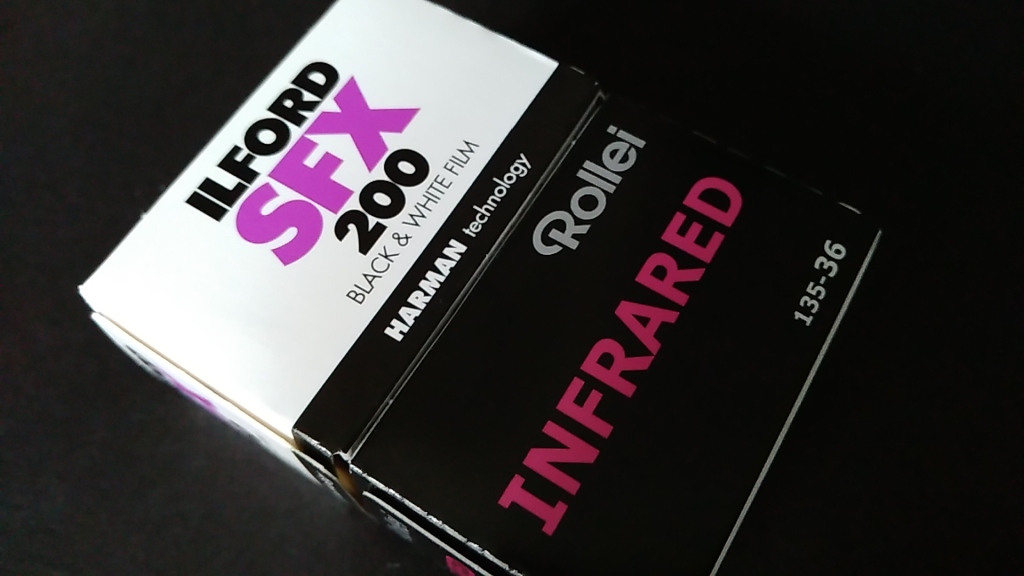 ILFORD
SFX
200
BLACK & WHITE FILM
HARMAN technology
Rollei
INFRARED
135-36